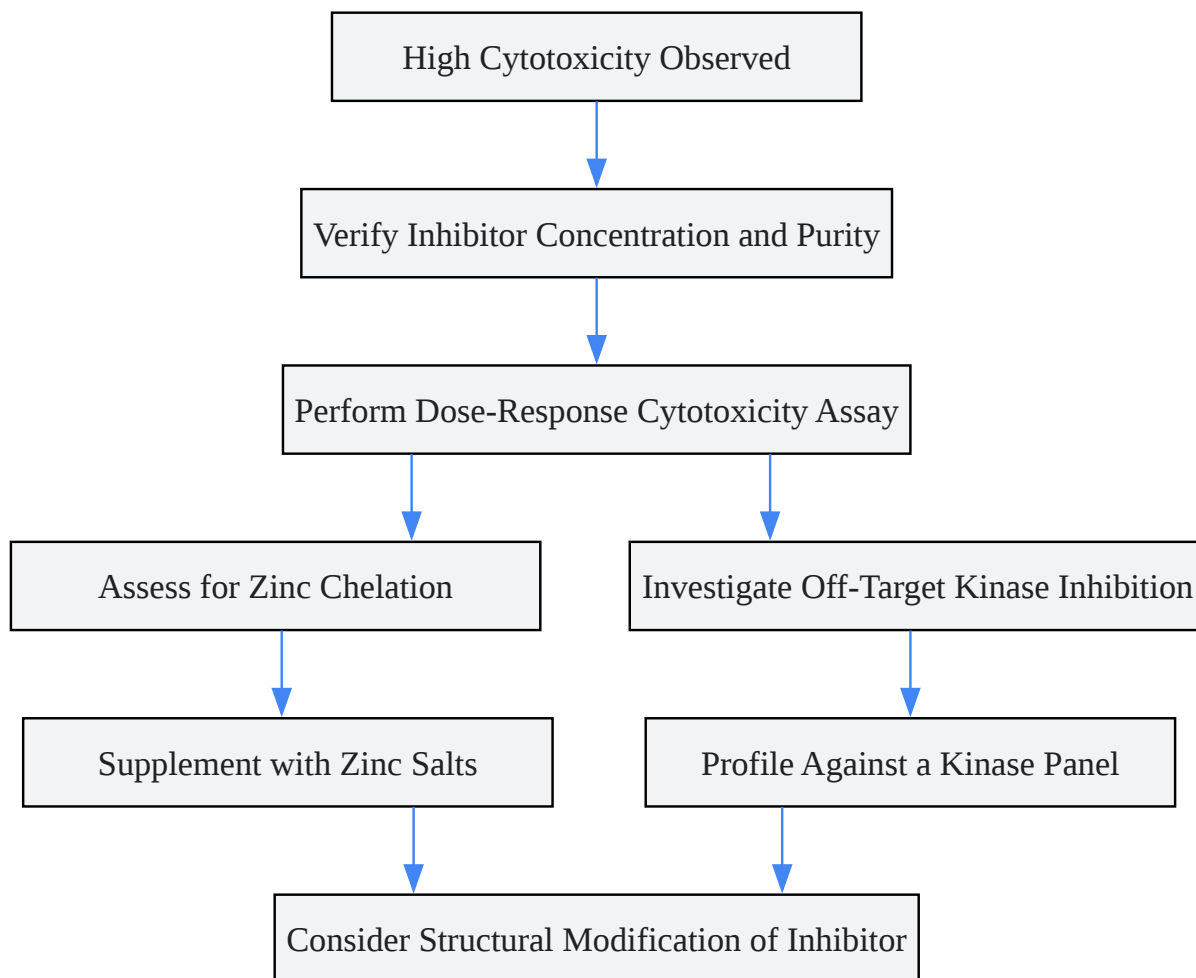 High Cytotoxicity Observed
Verify Inhibitor Concentration and Purity
Perform Dose-Response Cytotoxicity Assay
Assess for Zinc Chelation
Investigate Off-Target Kinase Inhibition
Supplement with Zinc Salts
Profile Against a Kinase Panel
Consider Structural Modification of Inhibitor